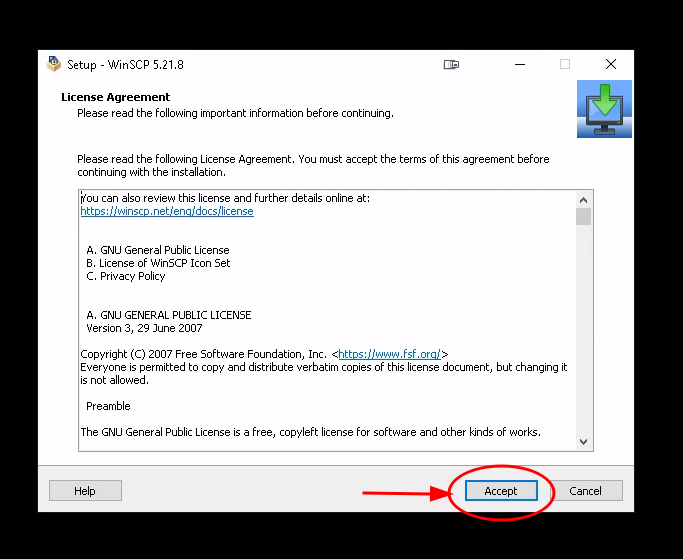 Setup - WinSCP 5.21.8
License Agreement
Please read the following important information before continuing.
Please read the following License Agreement. You must accept the terms of this agreement before
continuing with the installation.
You can also review this license and further details online at:
https://winscp.net/eng/docs/license
A. GNU General Public License
B. License of WinSCP Icon Set
C. Privacy Policy
A. GNU GENERAL PUBLIC LICENSE
Version 3, 29 June 2007
Copyright (C) 2007 Free Software Foundation, Inc. <https://www.fsf.org/>
Everyone is permitted to copy and distribute verbatim copies of this license document, but changing it
is not allowed.
Preamble
The GNU General Public License is a free, copyleft license for software and other kinds of works.
Help
Accept
Cancel